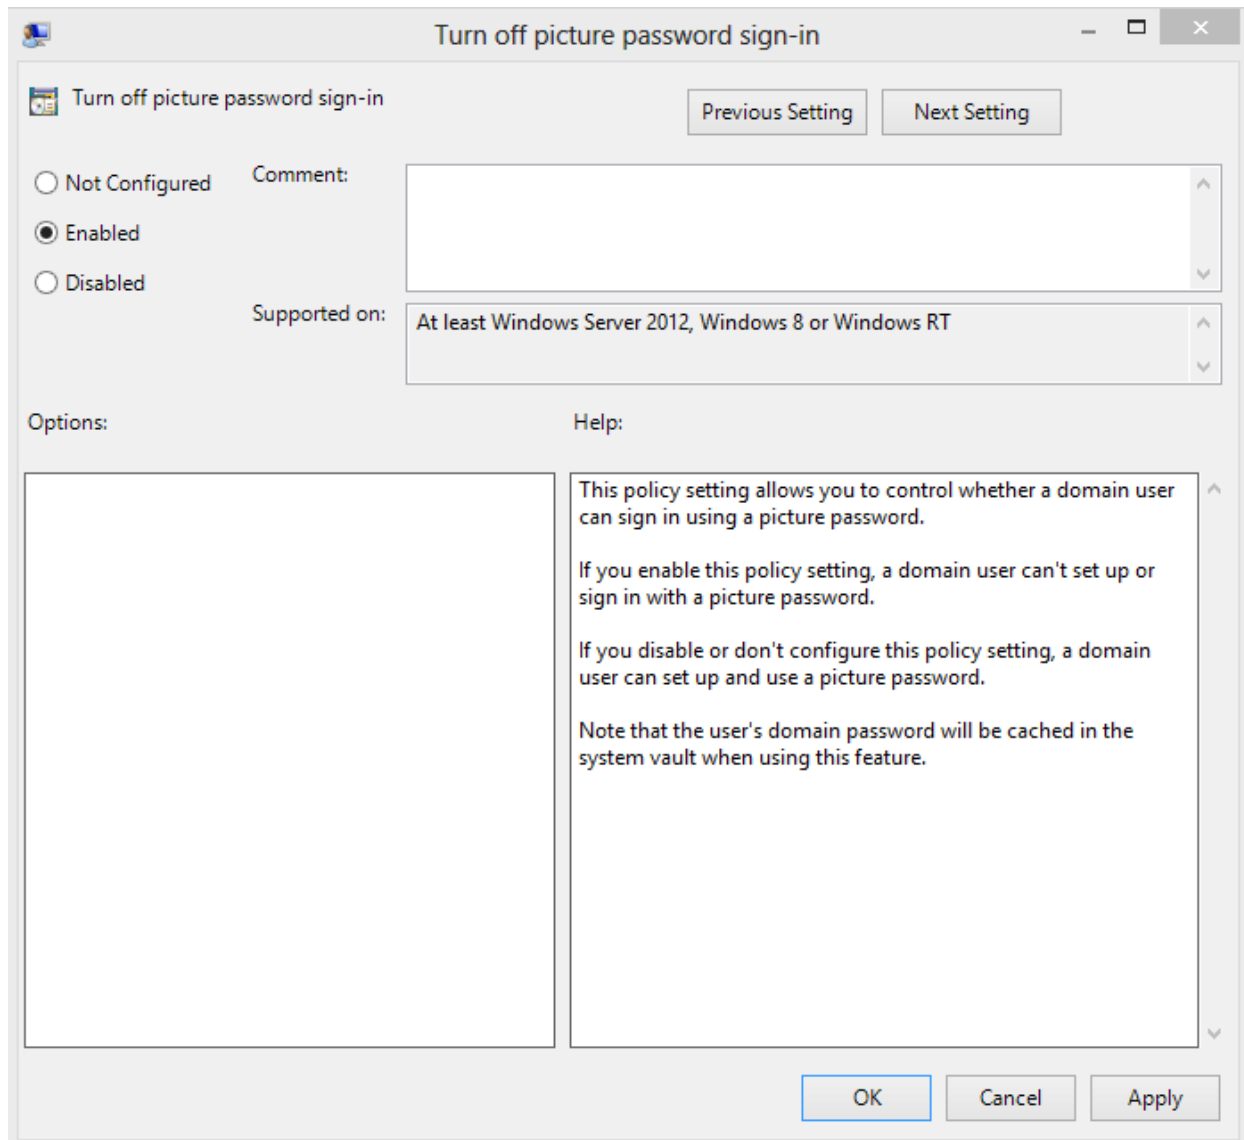 Turn off picture password sign-in
Turn off picture password sign-in
Previous Setting
Next Setting
Not Configured
Enabled
Disabled
Comment:
Supported on:
At least Windows Server 2012, Windows 8 or Windows RT
Options:
Help:
This policy setting allows you to control whether a domain user
can sign in using a picture password.
If you enable this policy setting, a domain user can't set up or
sign in with a picture password.
If you disable or don't configure this policy setting, a domain
user can set up and use a picture password.
Note that the user's domain password will be cached in the
system vault when using this feature.
OK
Cancel
Apply